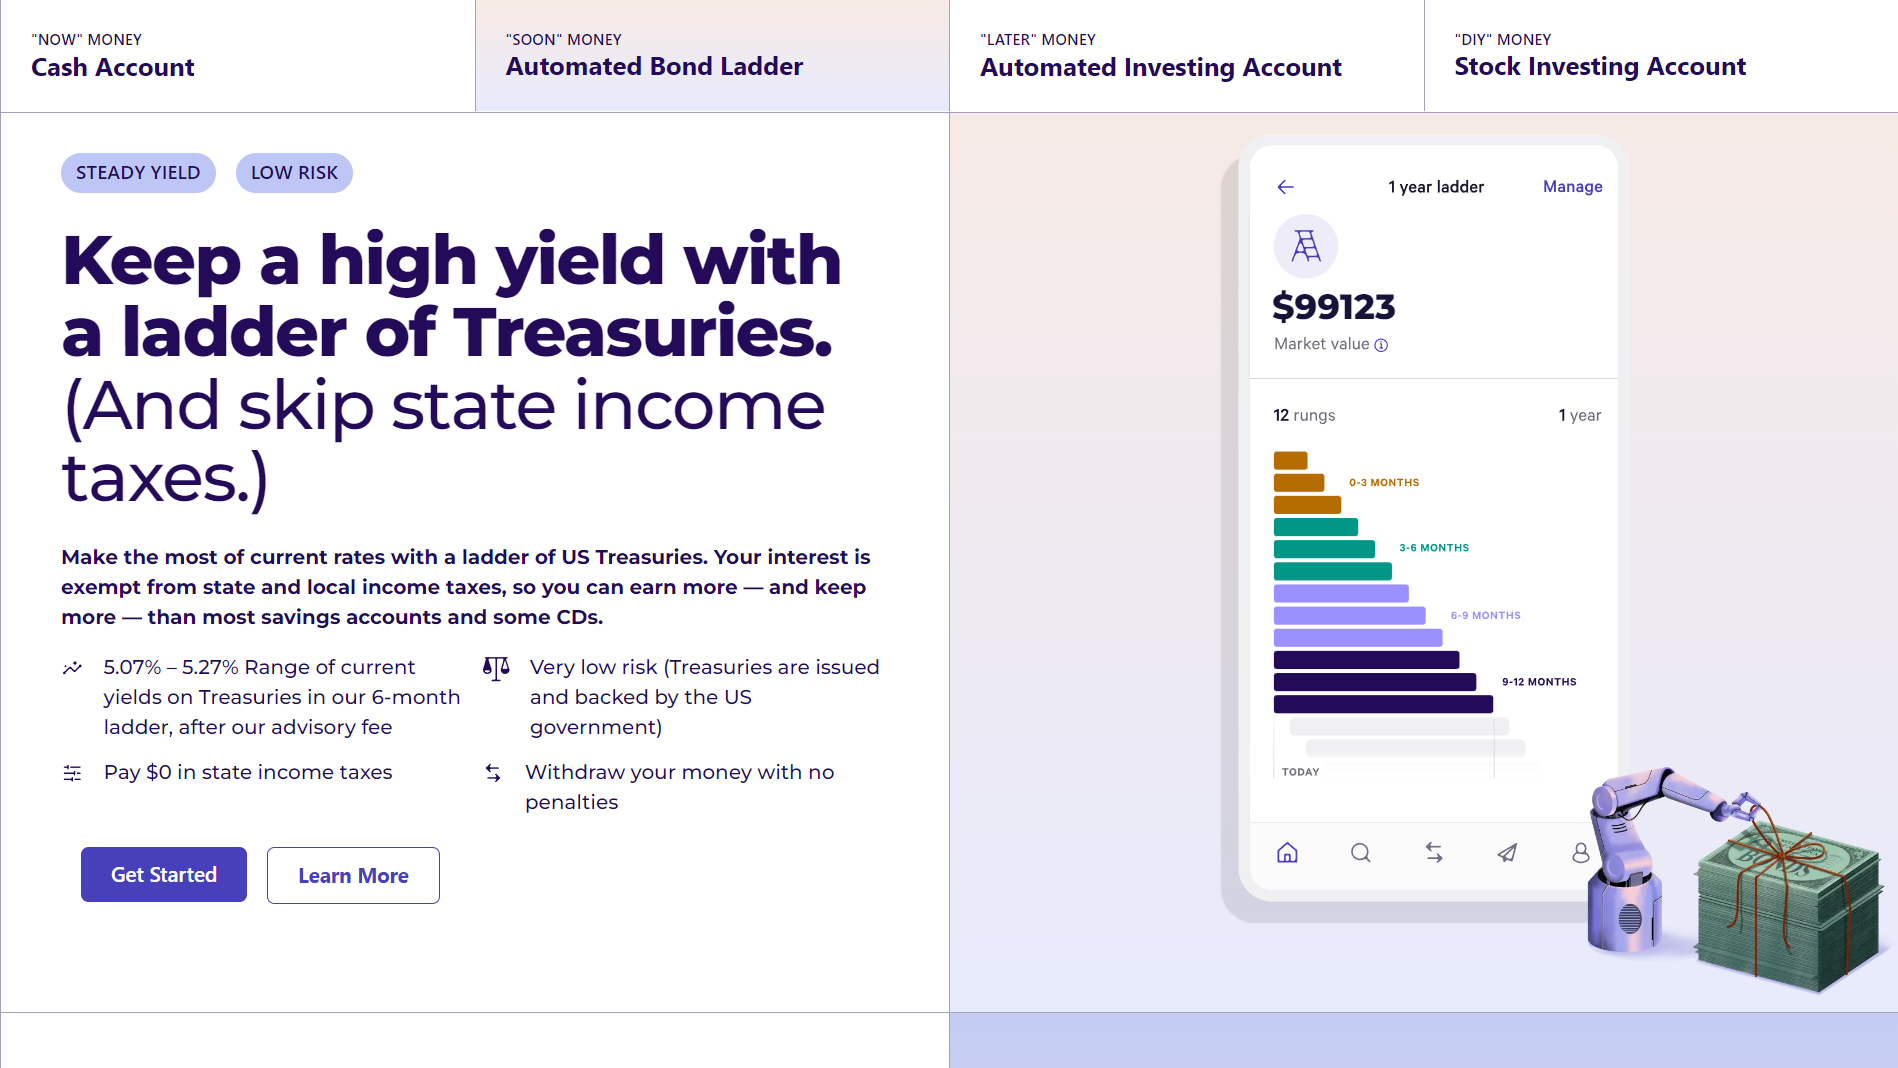 "NOW" MONEY
Cash Account
"SOON" MONEY
Automated Bond Ladder
"LATER" MONEY
Automated Investing Account
"DIY" MONEY
Stock Investing Account
STEADY YIELD
LOW RISK
Keep a high yield with
a ladder of Treasuries.
(And skip state income
taxes.)
Make the most of current rates with a ladder of US Treasuries. Your interest is
exempt from state and local income taxes, so you can earn more — and keep
more — than most savings accounts and some CDs.
5.07% – 5.27% Range of current
yields on Treasuries in our 6-month
ladder, after our advisory fee
Very low risk (Treasuries are issued
and backed by the US
government)
Pay $0 in state income taxes
Withdraw your money with no
penalties
Get Started
Learn More
1 year ladder
Manage
$99123
Market value
12 rungs
1 year
0-3 MONTHS
3-6 MONTHS
6-9 MONTHS
9-12 MONTHS
TODAY